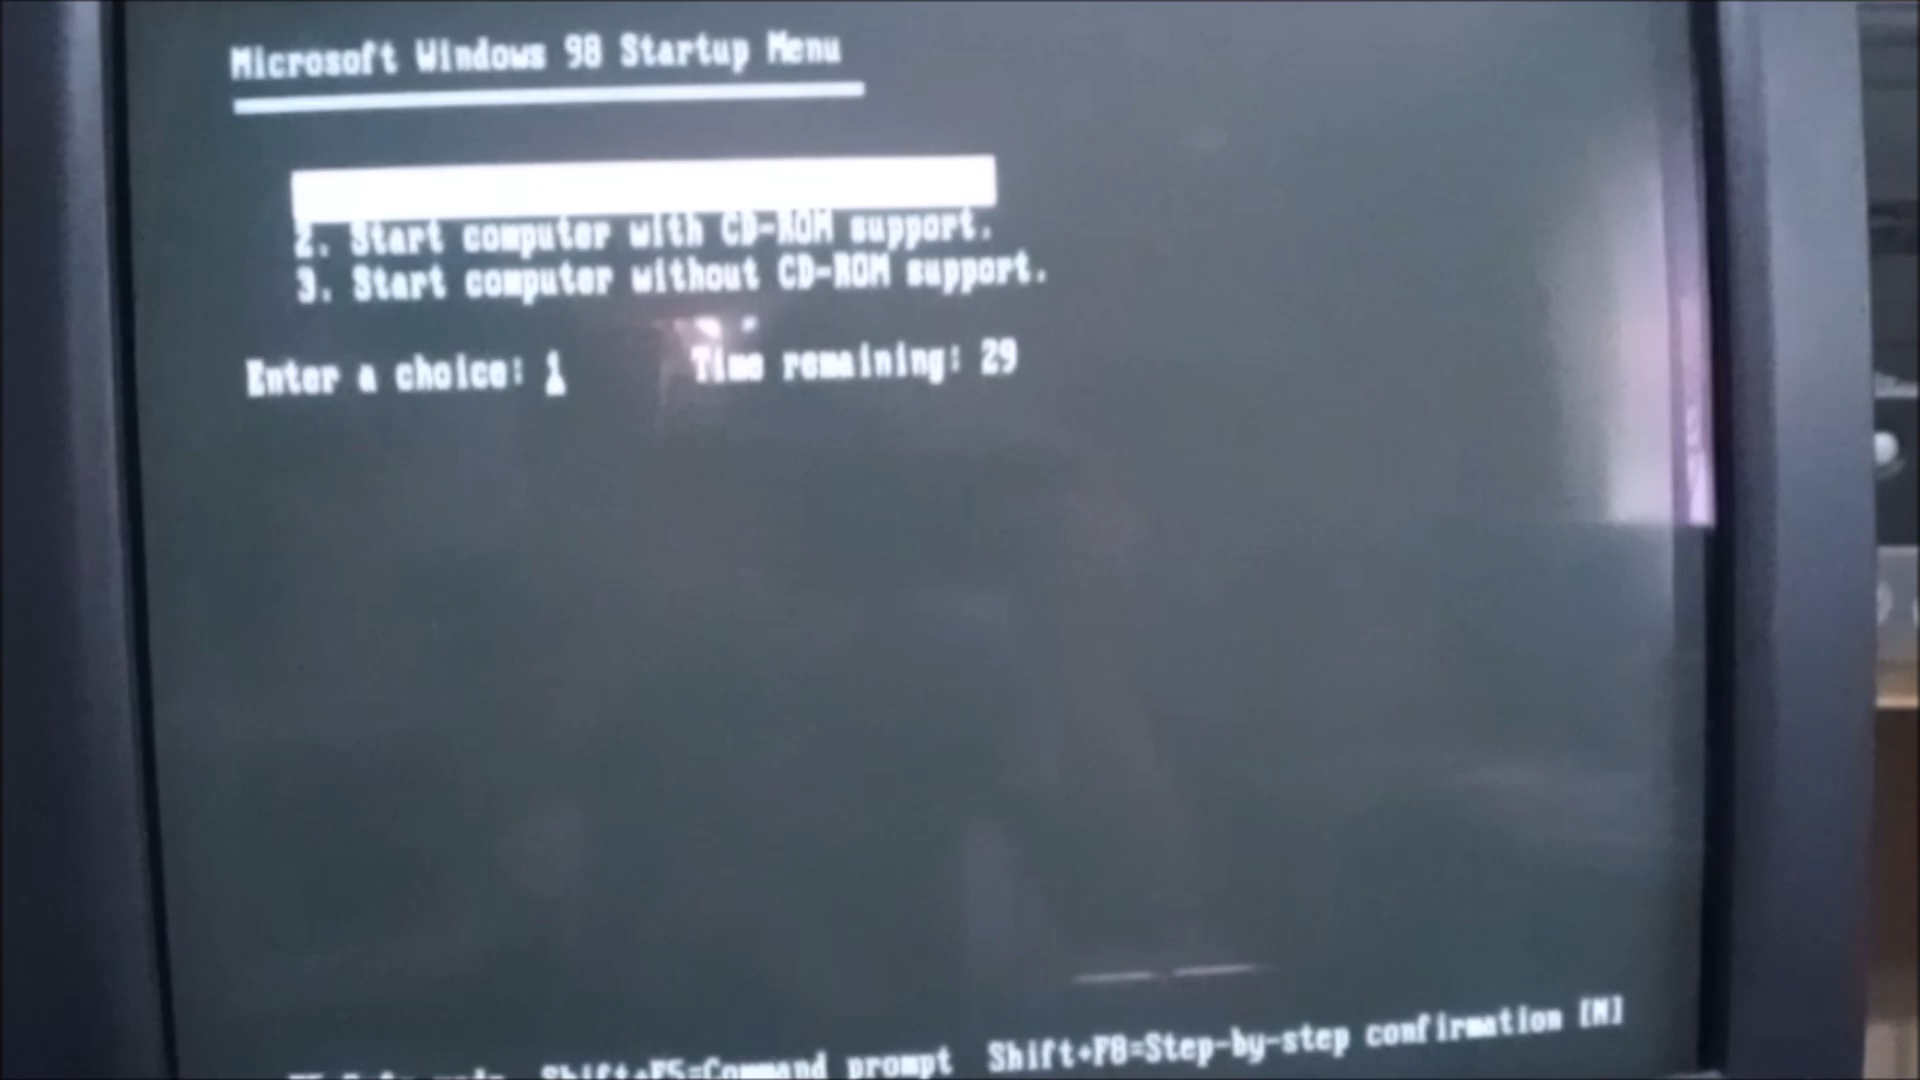 Microsoft Windows 98 Startup Menu
2. Start computer with CD-ROM support.
3. Start computer without CD-ROM support.
Enter a choice: 1 Time remaining: 29
Shift+F5=Command prompt Shift+F8=Step-by-step confirmation [N]